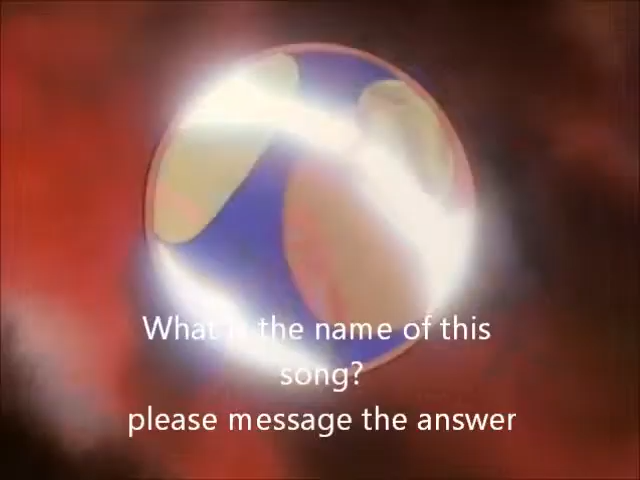 What is the name of this
song?
please message the answer